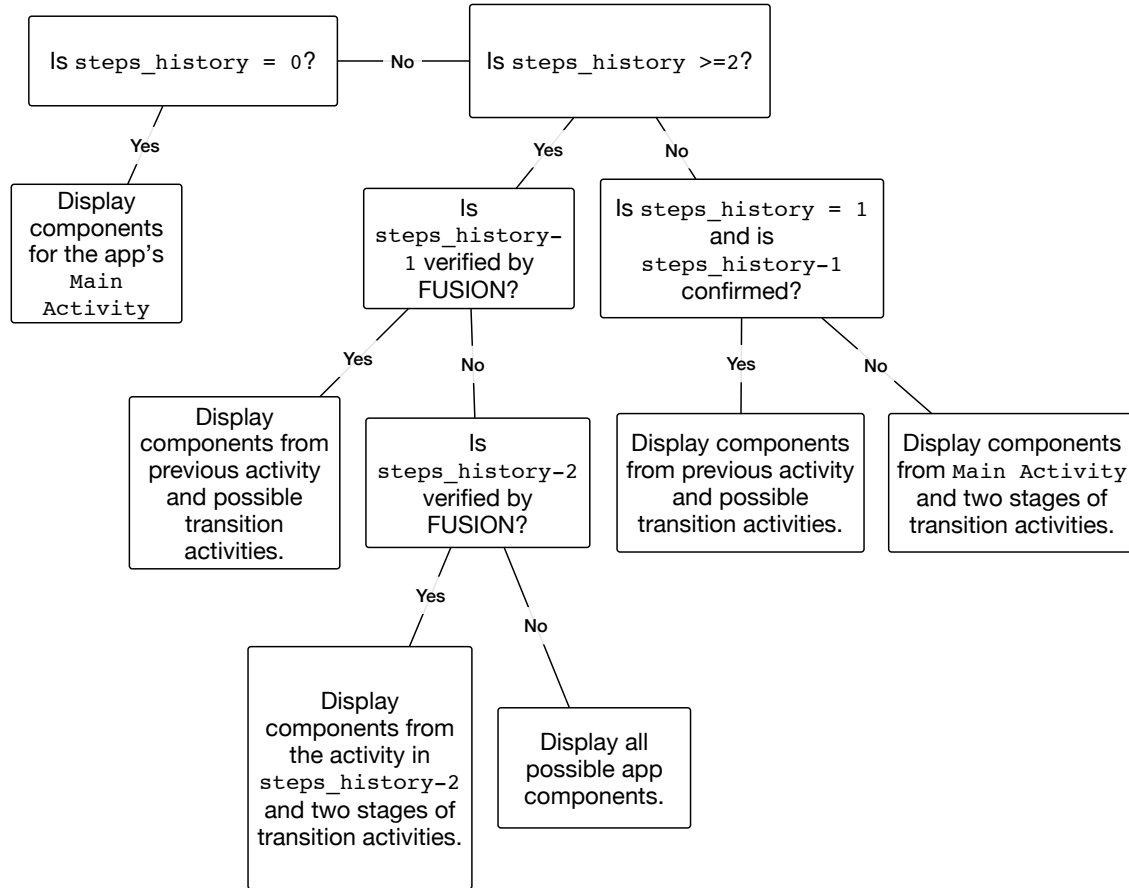 Is steps_history = 0?
No
Is steps_history >=2?
Yes
Yes
No
Display
components
for the app's
Main
Activity
Is
steps_history-
1 verified by
FUSION?
Is steps_history = 1
and is
steps_history-1
confirmed?
Yes
No
Yes
No
Display
components from
previous activity
and possible
transition
activities.
Is
steps_history-2
verified by
FUSION?
Display components
from previous activity
and possible
transition activities.
Display components
from Main Activity
and two stages of
transition activities.
Yes
No
Display
components from
the activity in
steps_history-2
and two stages of
transition activities.
Display all
possible app
components.